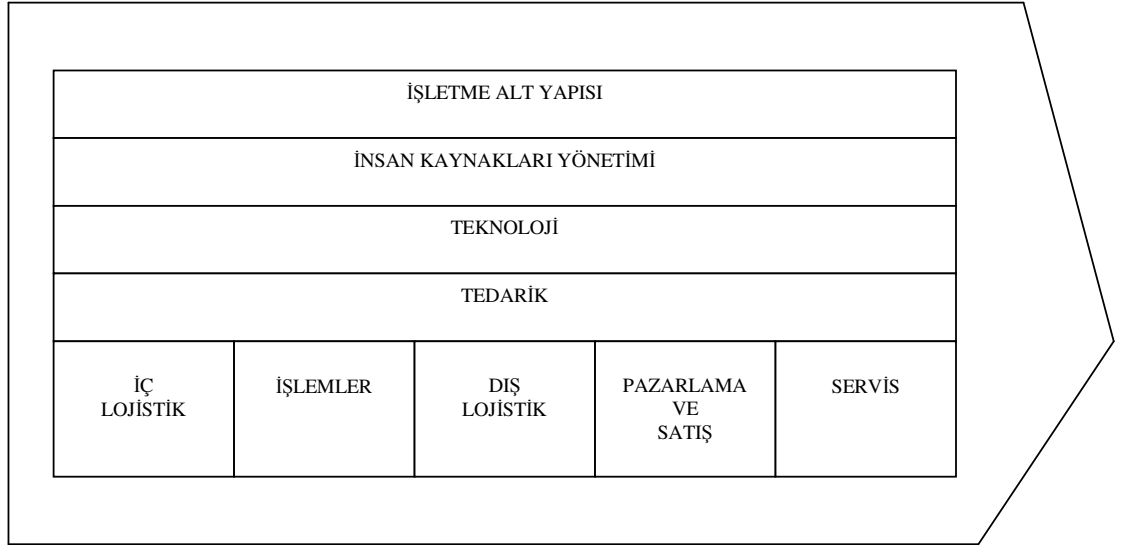 İŞLETME ALT YAPISI
İNSAN KAYNAKLARI YÖNETİMİ
TEKNOLOJİ
TEDARİK
İÇ
LOJİSTİK
İŞLEMLER
DIŞ
LOJİSTİK
PAZARLAMA
VE
SATIŞ
SERVİS